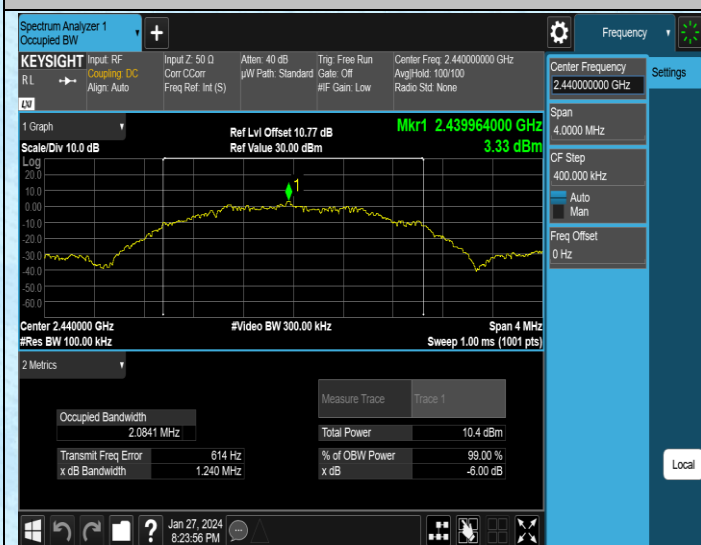 Spectrum Analyzer 1
Occupied BW
Frequency
KEYSIGHT
RL
LXI
Input: RF
Coupling: DC
Align: Auto
Input Z: 50 Ω
Corr CCorr
Freq Ref: Int (S)
Atten: 40 dB
µW Path: Standard
Trig: Free Run
Gate: Off
#IF Gain: Low
Center Freq: 2.440000000 GHz
Avg|Hold: 100/100
Radio Std: None
Center Frequency
2.440000000 GHz
Settings
Span
4.0000 MHz
CF Step
400.000 kHz
Auto
Man
Freq Offset
0 Hz
Local
1 Graph
Scale/Div 10.0 dB
Ref Lvl Offset 10.77 dB
Ref Value 30.00 dBm
Mkr1 2.439964000 GHz
3.33 dBm
Log
20.0
10.0
0.00
-10.0
-20.0
-30.0
-40.0
-50.0
-60.0
1
Center 2.440000 GHz
#Res BW 100.00 kHz
#Video BW 300.00 kHz
Span 4 MHz
Sweep 1.00 ms (1001 pts)
2 Metrics
Measure Trace
Trace 1
Occupied Bandwidth
2.0841 MHz
Total Power
10.4 dBm
Transmit Freq Error
614 Hz
% of OBW Power
99.00 %
x dB Bandwidth
1.240 MHz
x dB
-6.00 dB
?
Jan 27, 2024
8:23:56 PM